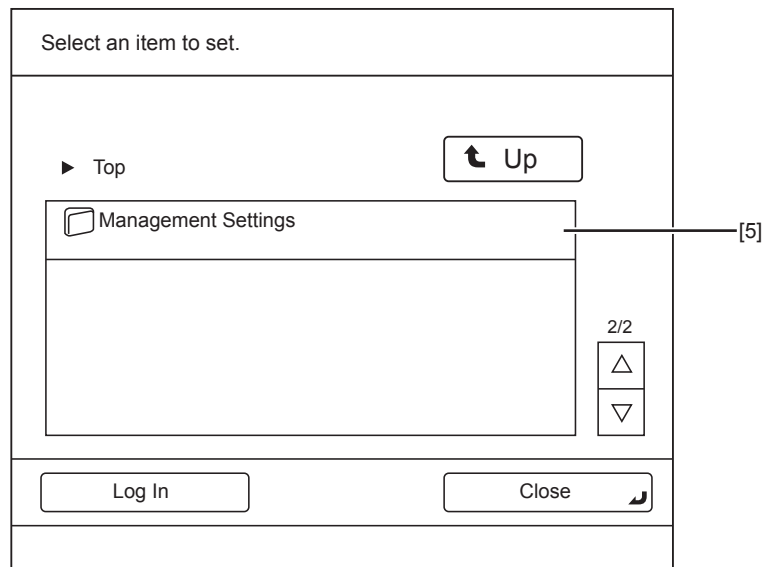 Select an item to set.
Up
Top
Management Settings
[5]
2/2
Log In
Close